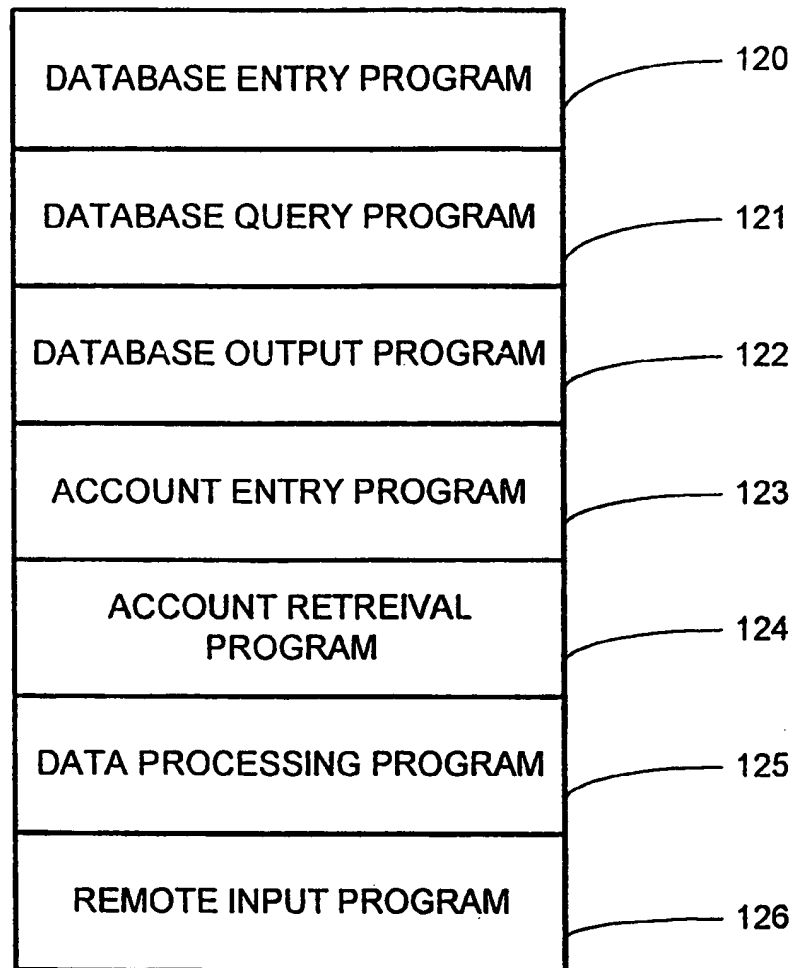 DATABASE ENTRY PROGRAM
120
DATABASE QUERY PROGRAM
121
DATABASE OUTPUT PROGRAM
122
ACCOUNT ENTRY PROGRAM
123
ACCOUNT RETREIVAL
PROGRAM
124
DATA PROCESSING PROGRAM
125
REMOTE INPUT PROGRAM
126